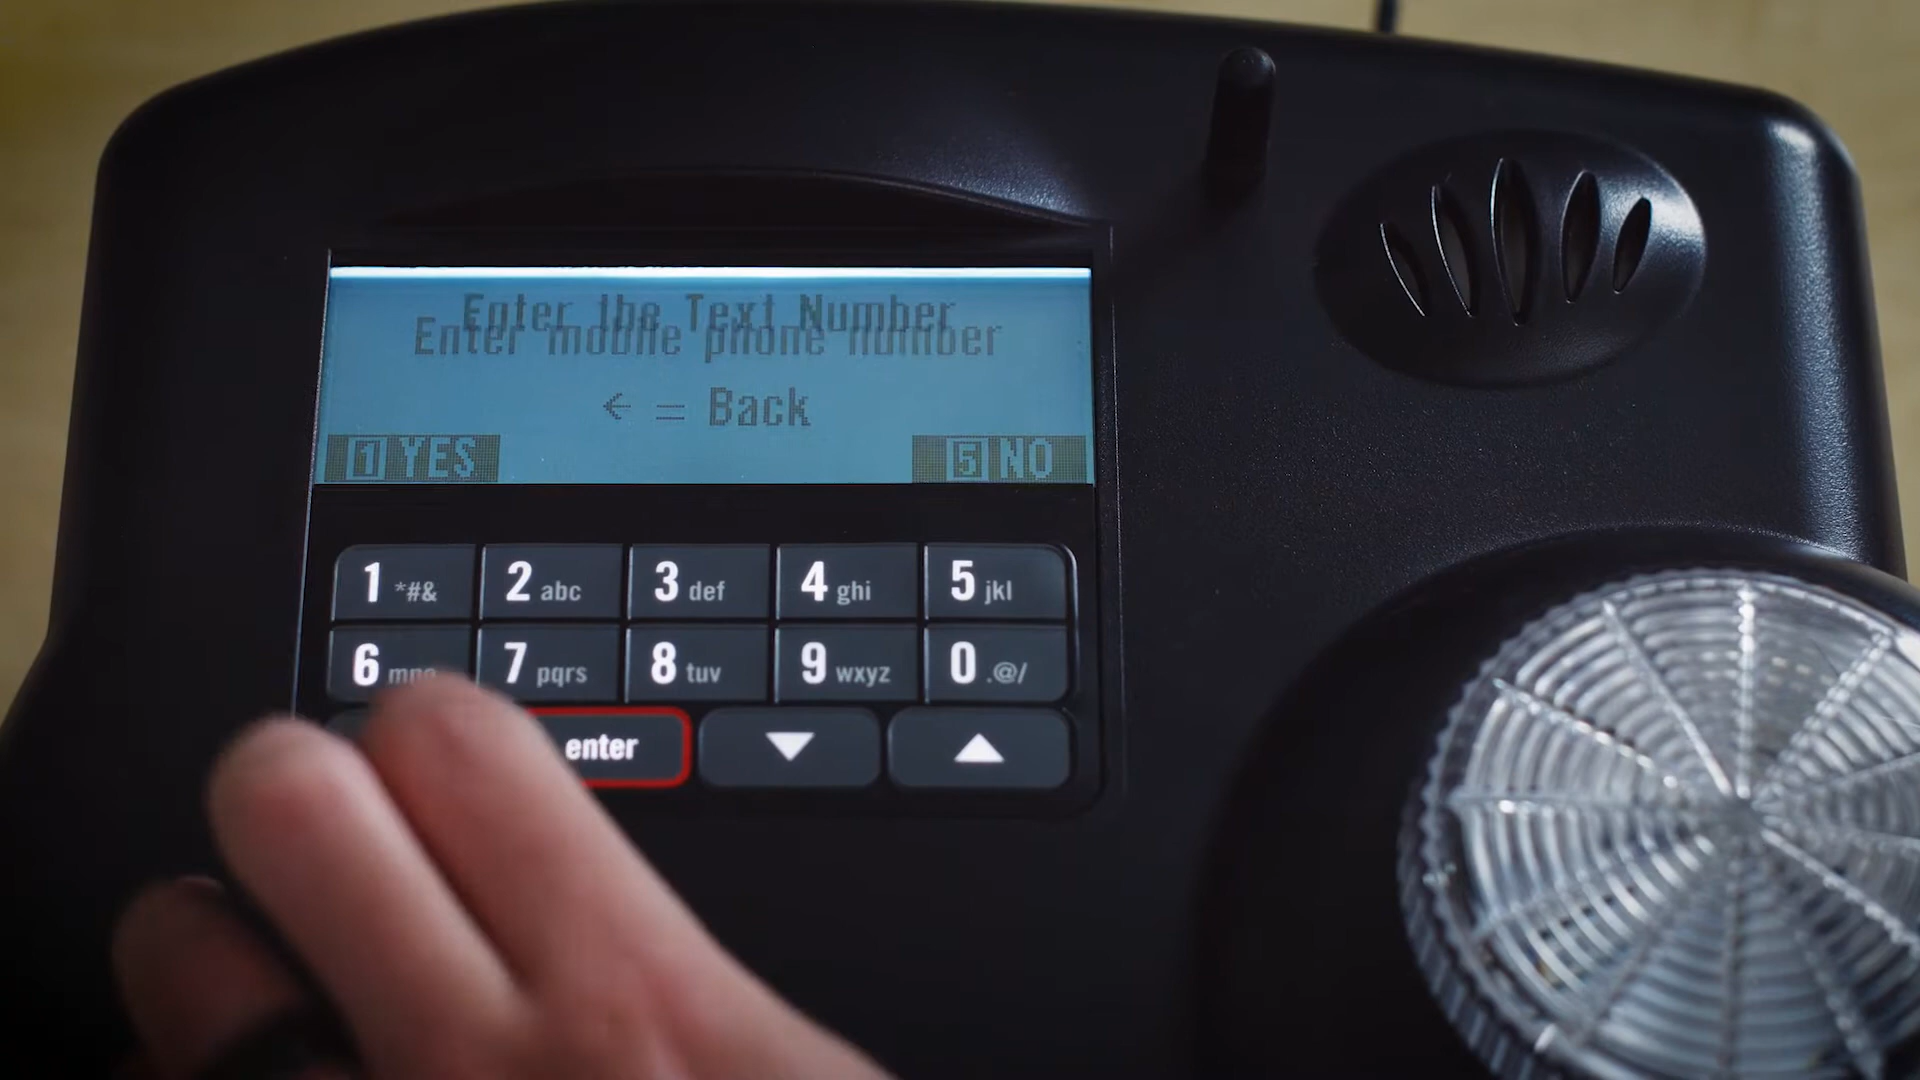 Enter the Text Number
Enter mobile phone number
← = Back
1 YES 5 NO
1 *#& 2 abc 3 def 4 ghi 5 jkl
6 7 pqrs 8 tuv 9 wxyz 0 .@/
enter ▼ ▲